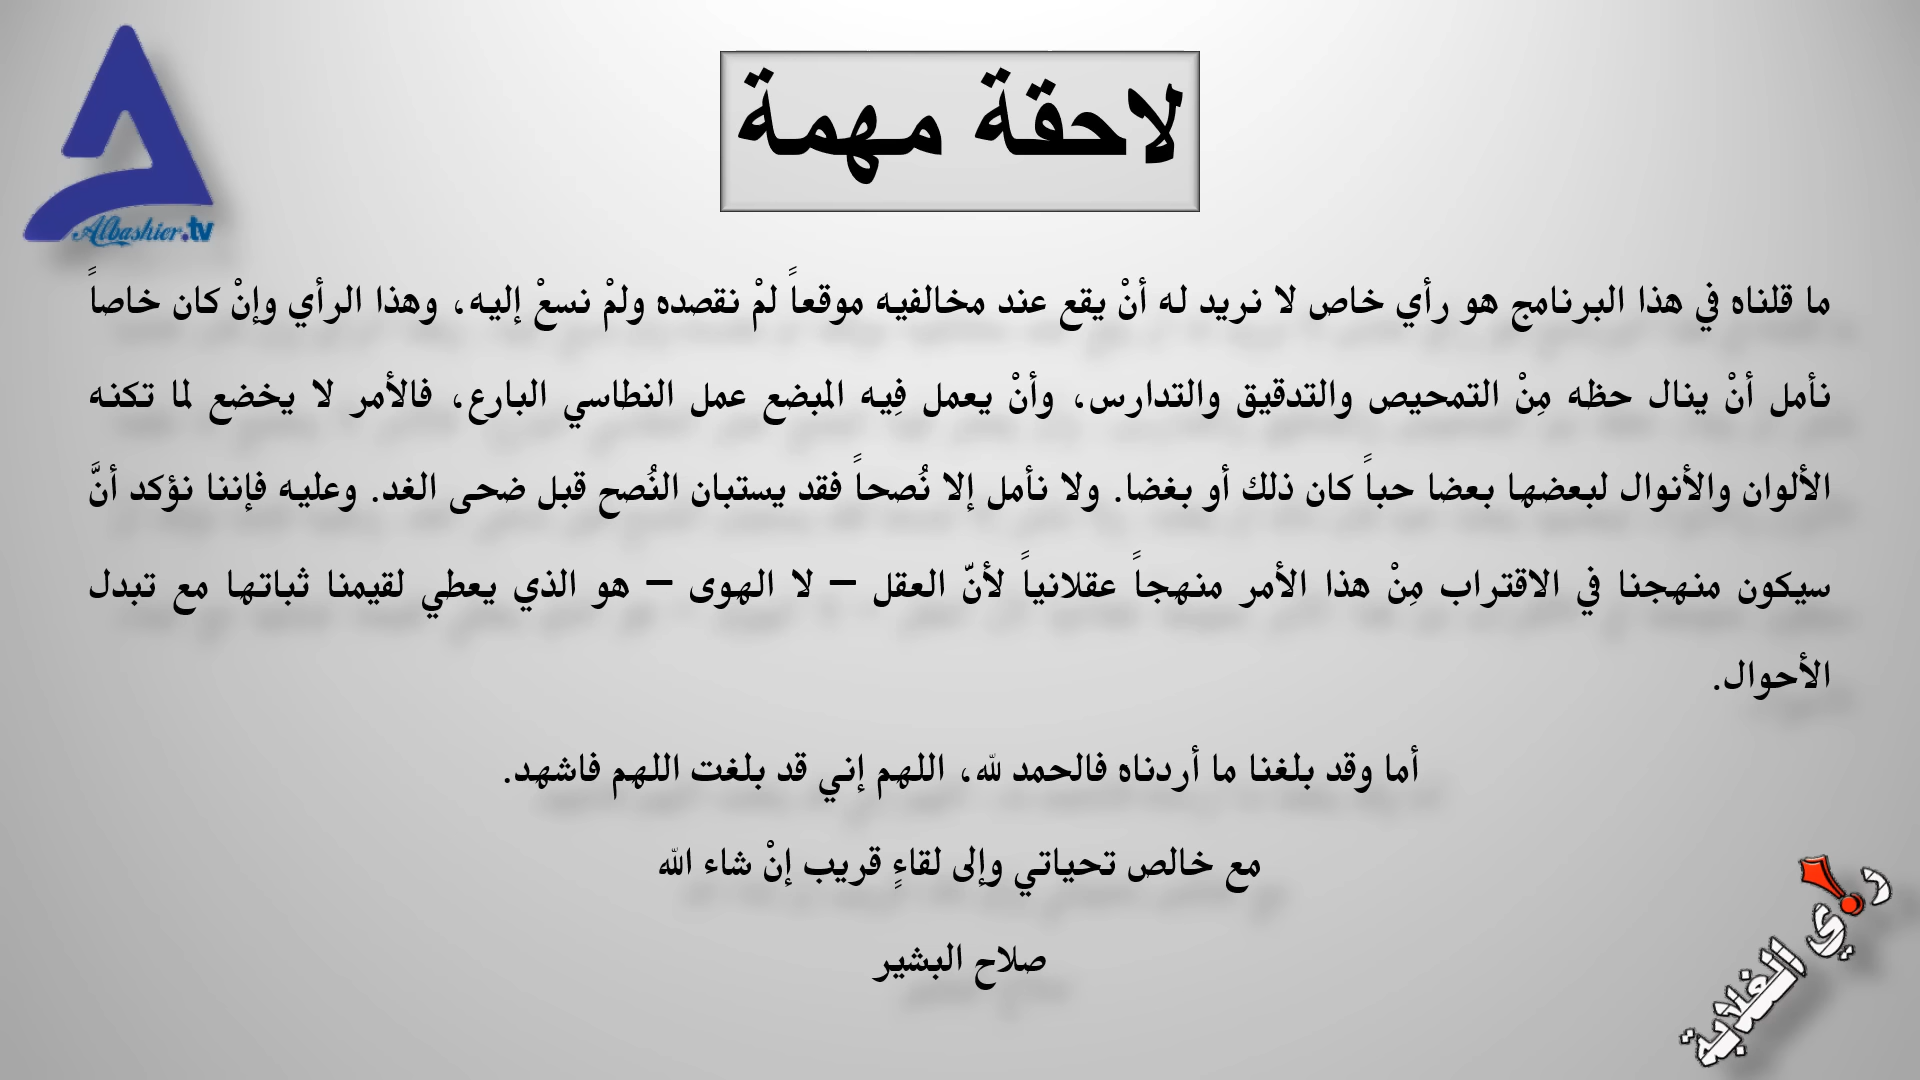 لاحقة مهمة
Albashier.tv
ما قلناه في هذا البرنامج هو رأي خاص لا نريد له أنْ يقع عند مخالفيه موقعاً لمْ نقصده ولمْ نسعْ إليه، وهذا الرأي وإنْ كان خاصاً
نأمل أنْ ينال حظه مِنْ التمحيص والتدقيق والتدارس، وأنْ يعمل فِيه المبضع عمل النطاسي البارع، فالأمر لا يخضع لما تكنه
الألوان والأنوال لبعضها بعضا حباً كان ذلك أو بغضا. ولا نأمل إلا نُصحاً فقد يستبان النُصح قبل ضحى الغد. وعليه فإننا نؤكد أنَّ
سيكون منهجنا في الاقتراب مِنْ هذا الأمر منهجاً عقلانياً لأنّ العقل – لا الهوى – هو الذي يعطي لقيمنا ثباتها مع تبدل
الأحوال.
أما وقد بلغنا ما أردناه فالحمد لله، اللهم إني قد بلغت اللهم فاشهد.
مع خالص تحياتي وإلى لقاءٍ قريب إنْ شاء الله
صلاح البشير
ر!ي الغلابة